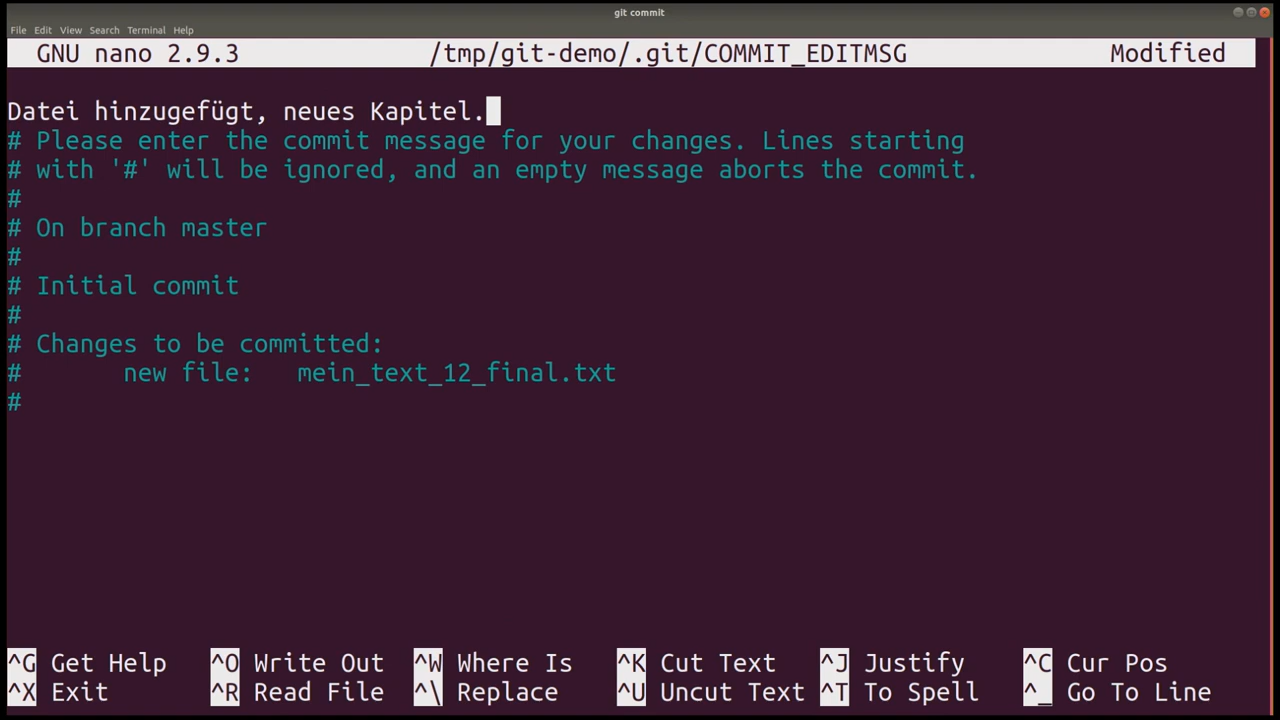 git commit
File Edit View Search Terminal Help
GNU nano 2.9.3 /tmp/git-demo/.git/COMMIT_EDITMSG Modified
Datei hinzugefügt, neues Kapitel.
# Please enter the commit message for your changes. Lines starting
# with '#' will be ignored, and an empty message aborts the commit.
#
# On branch master
#
# Initial commit
#
# Changes to be committed:
#       new file:   mein_text_12_final.txt
#
^G Get Help ^O Write Out ^W Where Is ^K Cut Text ^J Justify ^C Cur Pos
^X Exit ^R Read File ^\ Replace ^U Uncut Text ^T To Spell ^_ Go To Line